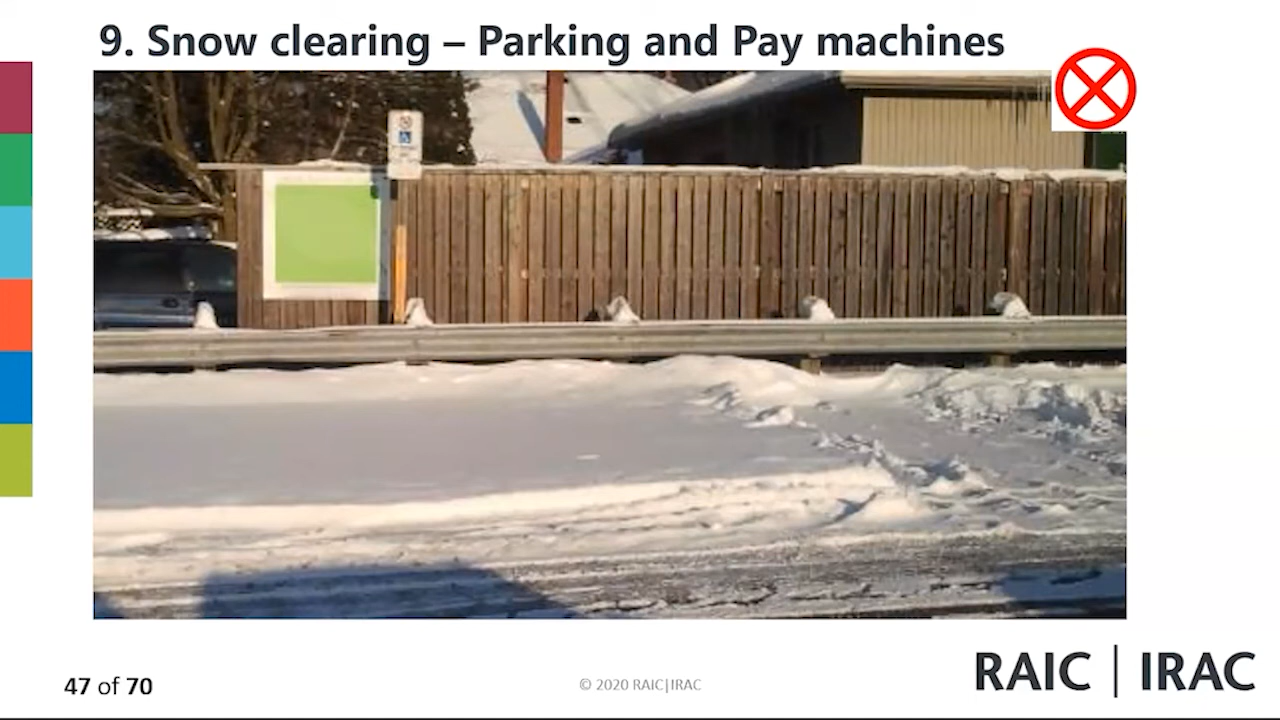 9. Snow clearing – Parking and Pay machines
47 of 70
© 2020 RAIC|IRAC
RAIC | IRAC